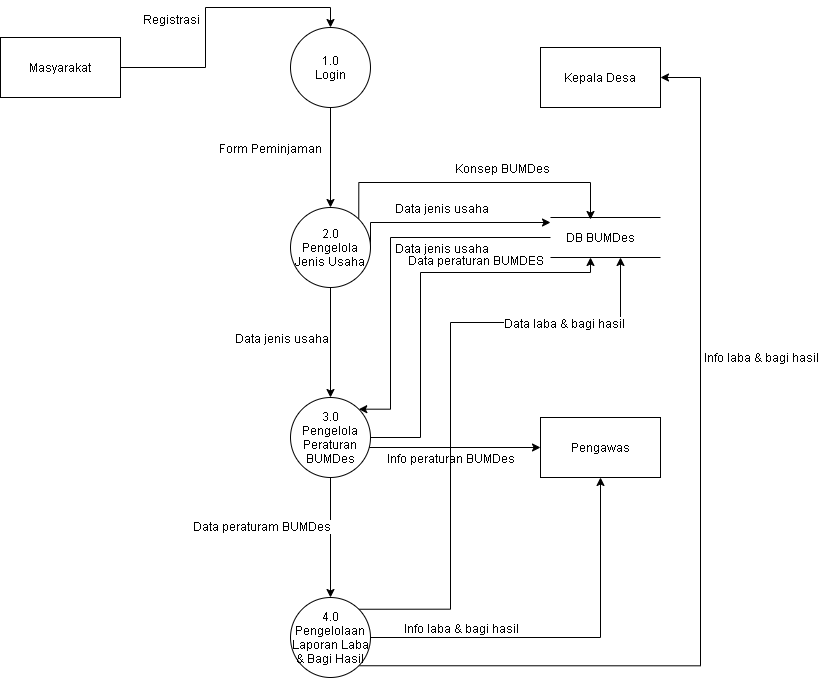 Registrasi
Masyarakat
1.0
Login
Kepala Desa
Form Peminjaman
Konsep BUMDes
Data jenis usaha
2.0
Pengelola
Jenis Usaha
DB BUMDes
Data jenis usaha
Data peraturan BUMDES
Data laba & bagi hasil
Data jenis usaha
Info laba & bagi hasil
3.0
Pengelola
Peraturan
BUMDes
Pengawas
Info peraturan BUMDes
Data peraturam BUMDes
4.0
Pengelolaan
Laporan Laba
& Bagi Hasil
Info laba & bagi hasil